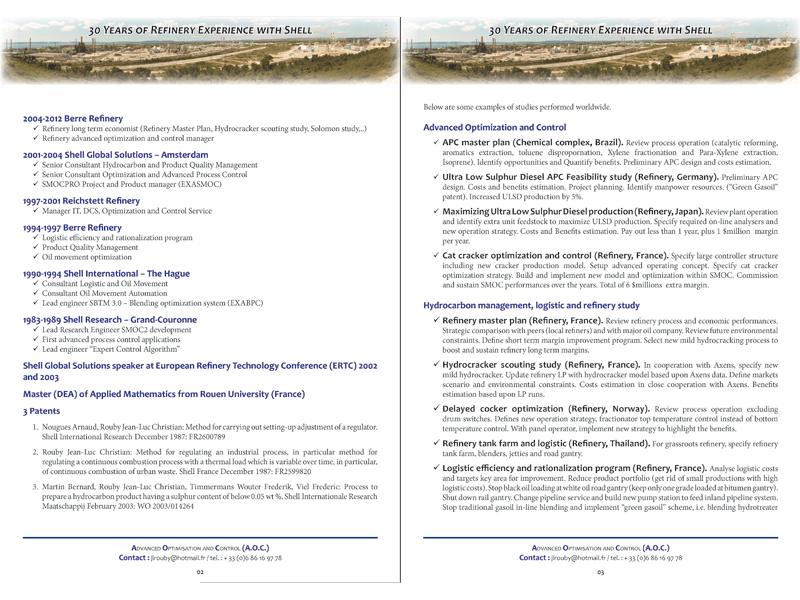 30 Years of Refinery Experience with Shell
2004-2012 Berre Refinery
✓ Refinery long term economist (Refinery Master Plan, Hydrocracker scouting study, Solomon study,..)
✓ Refinery advanced optimization and control manager
2001-2004 Shell Global Solutions – Amsterdam
✓ Senior Consultant Hydrocarbon and Product Quality Management
✓ Senior Consultant Optimization and Advanced Process Control
✓ SMOCPRO Project and Product manager (EXASMOC)
1997-2001 Reichstett Refinery
✓ Manager IT, DCS, Optimization and Control Service
1994-1997 Berre Refinery
✓ Logistic efficiency and rationalization program
✓ Product Quality Management
✓ Oil movement optimization
1990-1994 Shell International – The Hague
✓ Consultant Logistic and Oil Movement
✓ Consultant Oil Movement Automation
✓ Lead engineer SBTM 3.0 – Blending optimization system (EXABPC)
1983-1989 Shell Research – Grand-Couronne
✓ Lead Research Engineer SMOC2 development
✓ First advanced process control applications
✓ Lead engineer “Expert Control Algorithm”
Shell Global Solutions speaker at European Refinery Technology Conference (ERTC) 2002
and 2003
Master (DEA) of Applied Mathematics from Rouen University (France)
3 Patents
1. Nougues Arnaud, Rouby Jean-Luc Christian: Method for carrying out setting-up adjustment of a regulator.
Shell International Research December 1987: FR2600789
2. Rouby Jean-Luc Christian: Method for regulating an industrial process, in particular method for
regulating a continuous combustion process with a thermal load which is variable over time, in particular,
of continuous combustion of urban waste. Shell France December 1987: FR2599820
3. Martin Bernard, Rouby Jean-Luc Christian, Timmermans Wouter Frederik, Viel Frederic: Process to
prepare a hydrocarbon product having a sulphur content of below 0.05 wt %. Shell Internationale Research
Maatschappij February 2003: WO 2003/014264
Advanced Optimisation and Control (A.O.C.)
Contact : jlrouby@hotmail.fr / tel. : + 33 (0)6 86 16 97 78
02
30 Years of Refinery Experience with Shell
Below are some examples of studies performed worldwide.
Advanced Optimization and Control
✓ APC master plan (Chemical complex, Brazil). Review process operation (catalytic reforming,
aromatics extraction, toluene disproportation, Xylene fractionation and Para-Xylene extraction,
Isoprene). Identify opportunities and Quantify benefits. Preliminary APC design and costs estimation.
✓ Ultra Low Sulphur Diesel APC Feasibility study (Refinery, Germany). Preliminary APC
design. Costs and benefits estimation. Project planning. Identify manpower resources. (“Green Gasoil”
patent). Increased ULSD production by 5%.
✓ Maximizing Ultra Low Sulphur Diesel production (Refinery, Japan). Review plant operation
and identify extra unit feedstock to maximize ULSD production. Specify required on-line analysers and
new operation strategy. Costs and Benefits estimation. Pay out less than 1 year, plus 1 $million margin
per year.
✓ Cat cracker optimization and control (Refinery, France). Specify large controller structure
including new cracker production model. Setup advanced operating concept. Specify cat cracker
optimization strategy. Build and implement new model and optimization within SMOC. Commission
and sustain SMOC performances over the years. Total of 6 $millions extra margin.
Hydrocarbon management, logistic and refinery study
✓ Refinery master plan (Refinery, France). Review refinery process and economic performances.
Strategic comparison with peers (local refiners) and with major oil company. Review future environmental
constraints. Define short term margin improvement program. Select new mild hydrocracking process to
boost and sustain refinery long term margins.
✓ Hydrocracker scouting study (Refinery, France). In cooperation with Axens, specify new
mild hydrocracker. Update refinery LP with hydrocracker model based upon Axens data. Define markets
scenario and environmental constraints. Costs estimation in close cooperation with Axens. Benefits
estimation based upon LP runs.
✓ Delayed cocker optimization (Refinery, Norway). Review process operation excluding
drum switches. Defines new operation strategy, fractionator top temperature control instead of bottom
temperature control. With panel operator, implement new strategy to highlight the benefits.
✓ Refinery tank farm and logistic (Refinery, Thailand). For grassroots refinery, specify refinery
tank farm, blenders, jetties and road gantry.
✓ Logistic efficiency and rationalization program (Refinery, France). Analyse logistic costs
and targets key area for improvement. Reduce product portfolio (get rid of small productions with high
logistic costs). Stop black oil loading at white oil road gantry (keep only one grade loaded at bitumen gantry).
Shut down rail gantry. Change pipeline service and build new pump station to feed inland pipeline system.
Stop traditional gasoil in-line blending and implement “green gasoil” scheme, i.e. blending hydrotreater
Advanced Optimisation and Control (A.O.C.)
Contact : jlrouby@hotmail.fr / tel. : + 33 (0)6 86 16 97 78
03